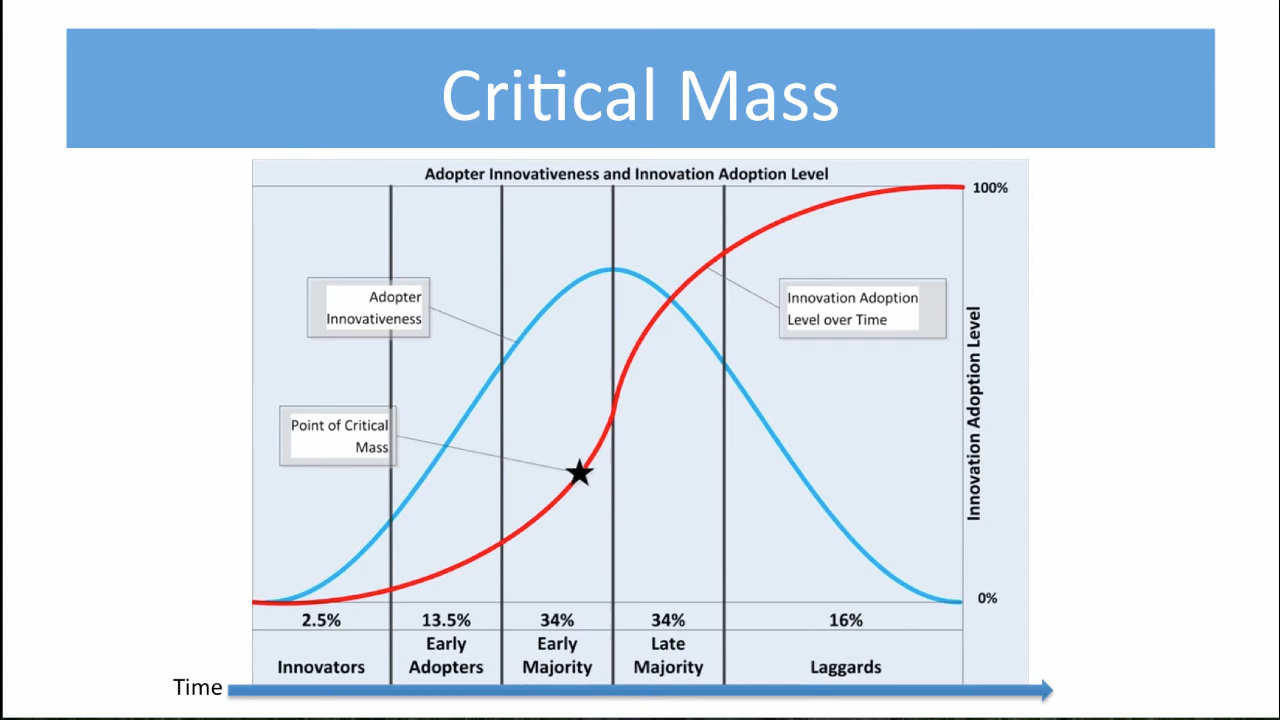 Critical Mass
Adopter Innovativeness and Innovation Adoption Level
100%
Adopter
Innovativeness
Innovation Adoption
Level over Time
Point of Critical
Mass
Innovation Adoption Level
0%
2.5%
13.5%
34%
34%
16%
Innovators
Early
Adopters
Early
Majority
Late
Majority
Laggards
Time